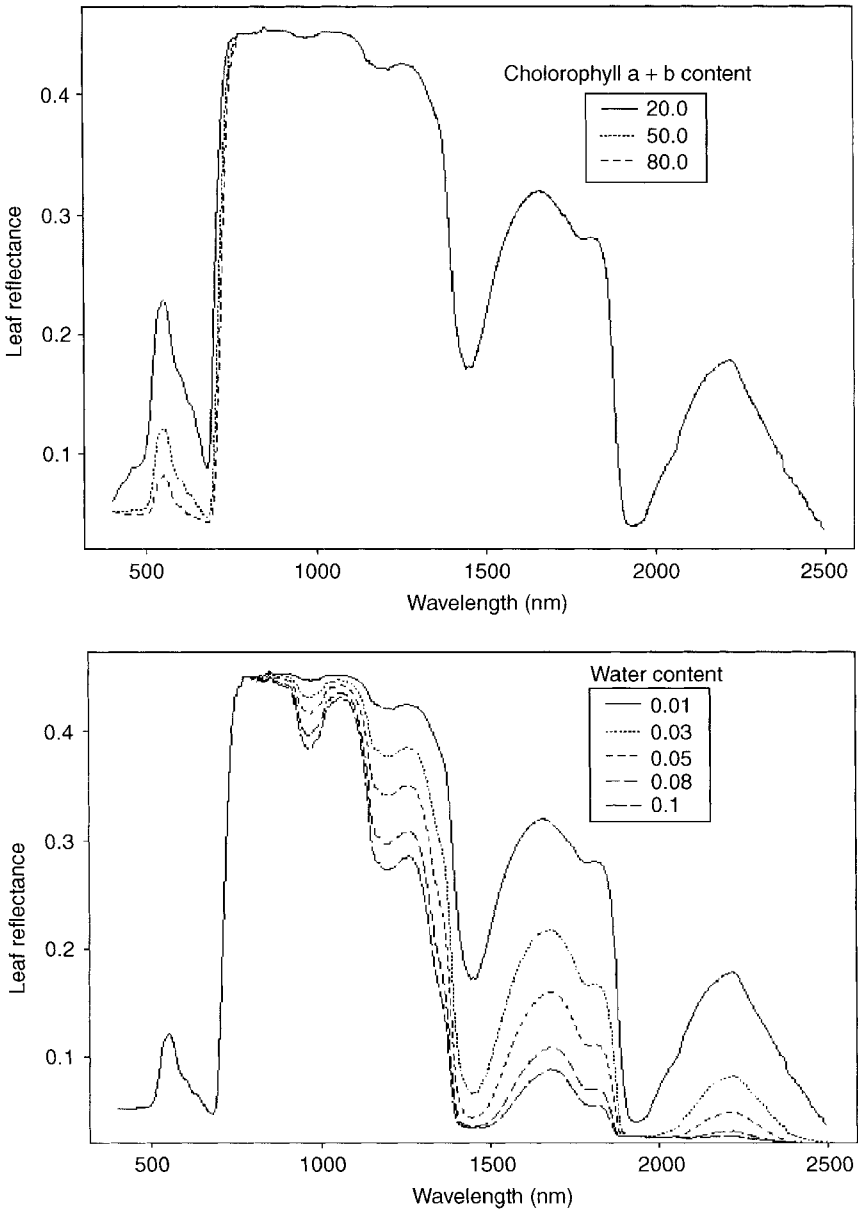 Cholorophyll a + b content
20.0
50.0
80.0
0.4
0.3
0.2
0.1
Leaf reflectance
500 1000 1500 2000 2500
Wavelength (nm)
Water content
0.01
0.03
0.05
0.08
0.1
0.4
0.3
0.2
0.1
Leaf reflectance
500 1000 1500 2000 2500
Wavelength (nm)